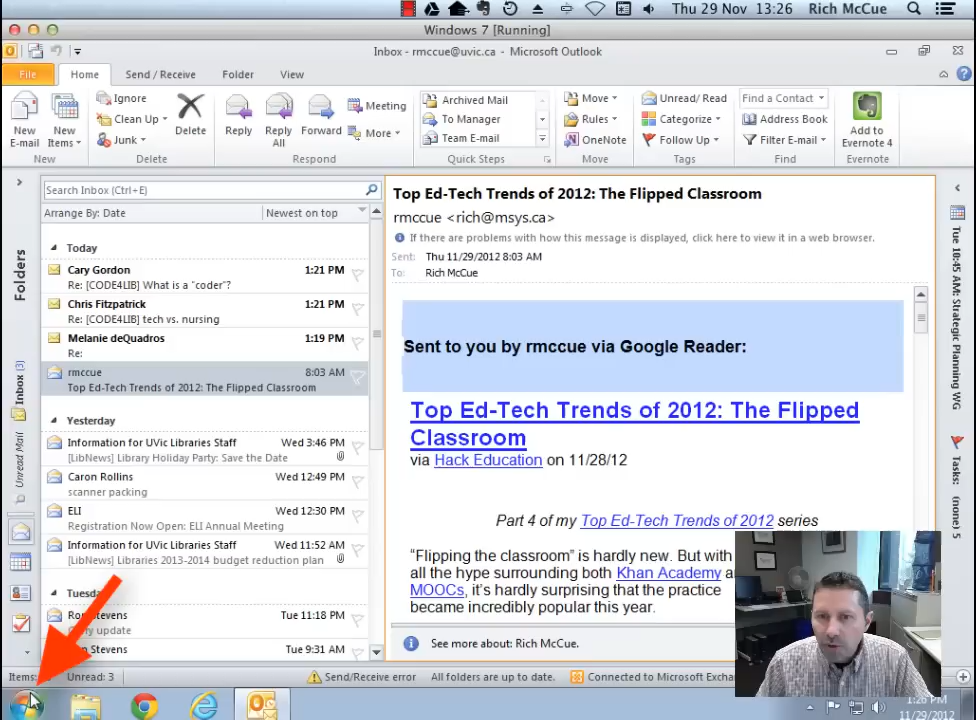 Thu 29 Nov 13:26 Rich McCue
Windows 7 [Running]
Inbox - rmccue@uvic.ca - Microsoft Outlook
File Home Send / Receive Folder View
New E-mail
New Items
Ignore
Clean Up
Junk
Delete
Reply
Reply All
Forward
Meeting
More
Archived Mail
To Manager
Team E-mail
Move
Rules
OneNote
Unread/ Read
Categorize
Follow Up
Find a Contact
Address Book
Filter E-mail
Add to Evernote 4
New Delete Respond Quick Steps Move Tags Find Evernote
Folders
Inbox (3)
Unread Mail
Search Inbox (Ctrl+E)
Arrange By: Date Newest on top
Today
Cary Gordon 1:21 PM
Re: [CODE4LIB] What is a "coder"?
Chris Fitzpatrick 1:21 PM
Re: [CODE4LIB] tech vs. nursing
Melanie deQuadros 1:19 PM
Re:
rmccue 8:03 AM
Top Ed-Tech Trends of 2012: The Flipped Classroom
Yesterday
Information for UVic Libraries Staff Wed 3:46 PM
[LibNews] Library Holiday Party: Save the Date
Caron Rollins Wed 12:49 PM
scanner packing
ELI Wed 12:30 PM
Registration Now Open: ELI Annual Meeting
Information for UVic Libraries Staff Wed 11:52 AM
[LibNews] Libraries 2013-2014 budget reduction plan
Tuesd
Stevens Tue 11:18 PM
update
Stevens Tue 9:31 AM
Top Ed-Tech Trends of 2012: The Flipped Classroom
rmccue <rich@msys.ca>
If there are problems with how this message is displayed, click here to view it in a web browser.
Sent: Thu 11/29/2012 8:03 AM
To: Rich McCue
Sent to you by rmccue via Google Reader:
Top Ed-Tech Trends of 2012: The Flipped
Classroom
via Hack Education on 11/28/12
Part 4 of my Top Ed-Tech Trends of 2012 series
“Flipping the classroom” is hardly new. But with
all the hype surrounding both Khan Academy a
MOOCs, it’s hardly surprising that the practice
became incredibly popular this year.
See more about: Rich McCue.
Tue 10:45 AM: Strategic Planning WG
Tasks: (none) 5
Items: Unread: 3 Send/Receive error All folders are up to date. Connected to Microsoft Excha
1:26 PM
11/29/2012